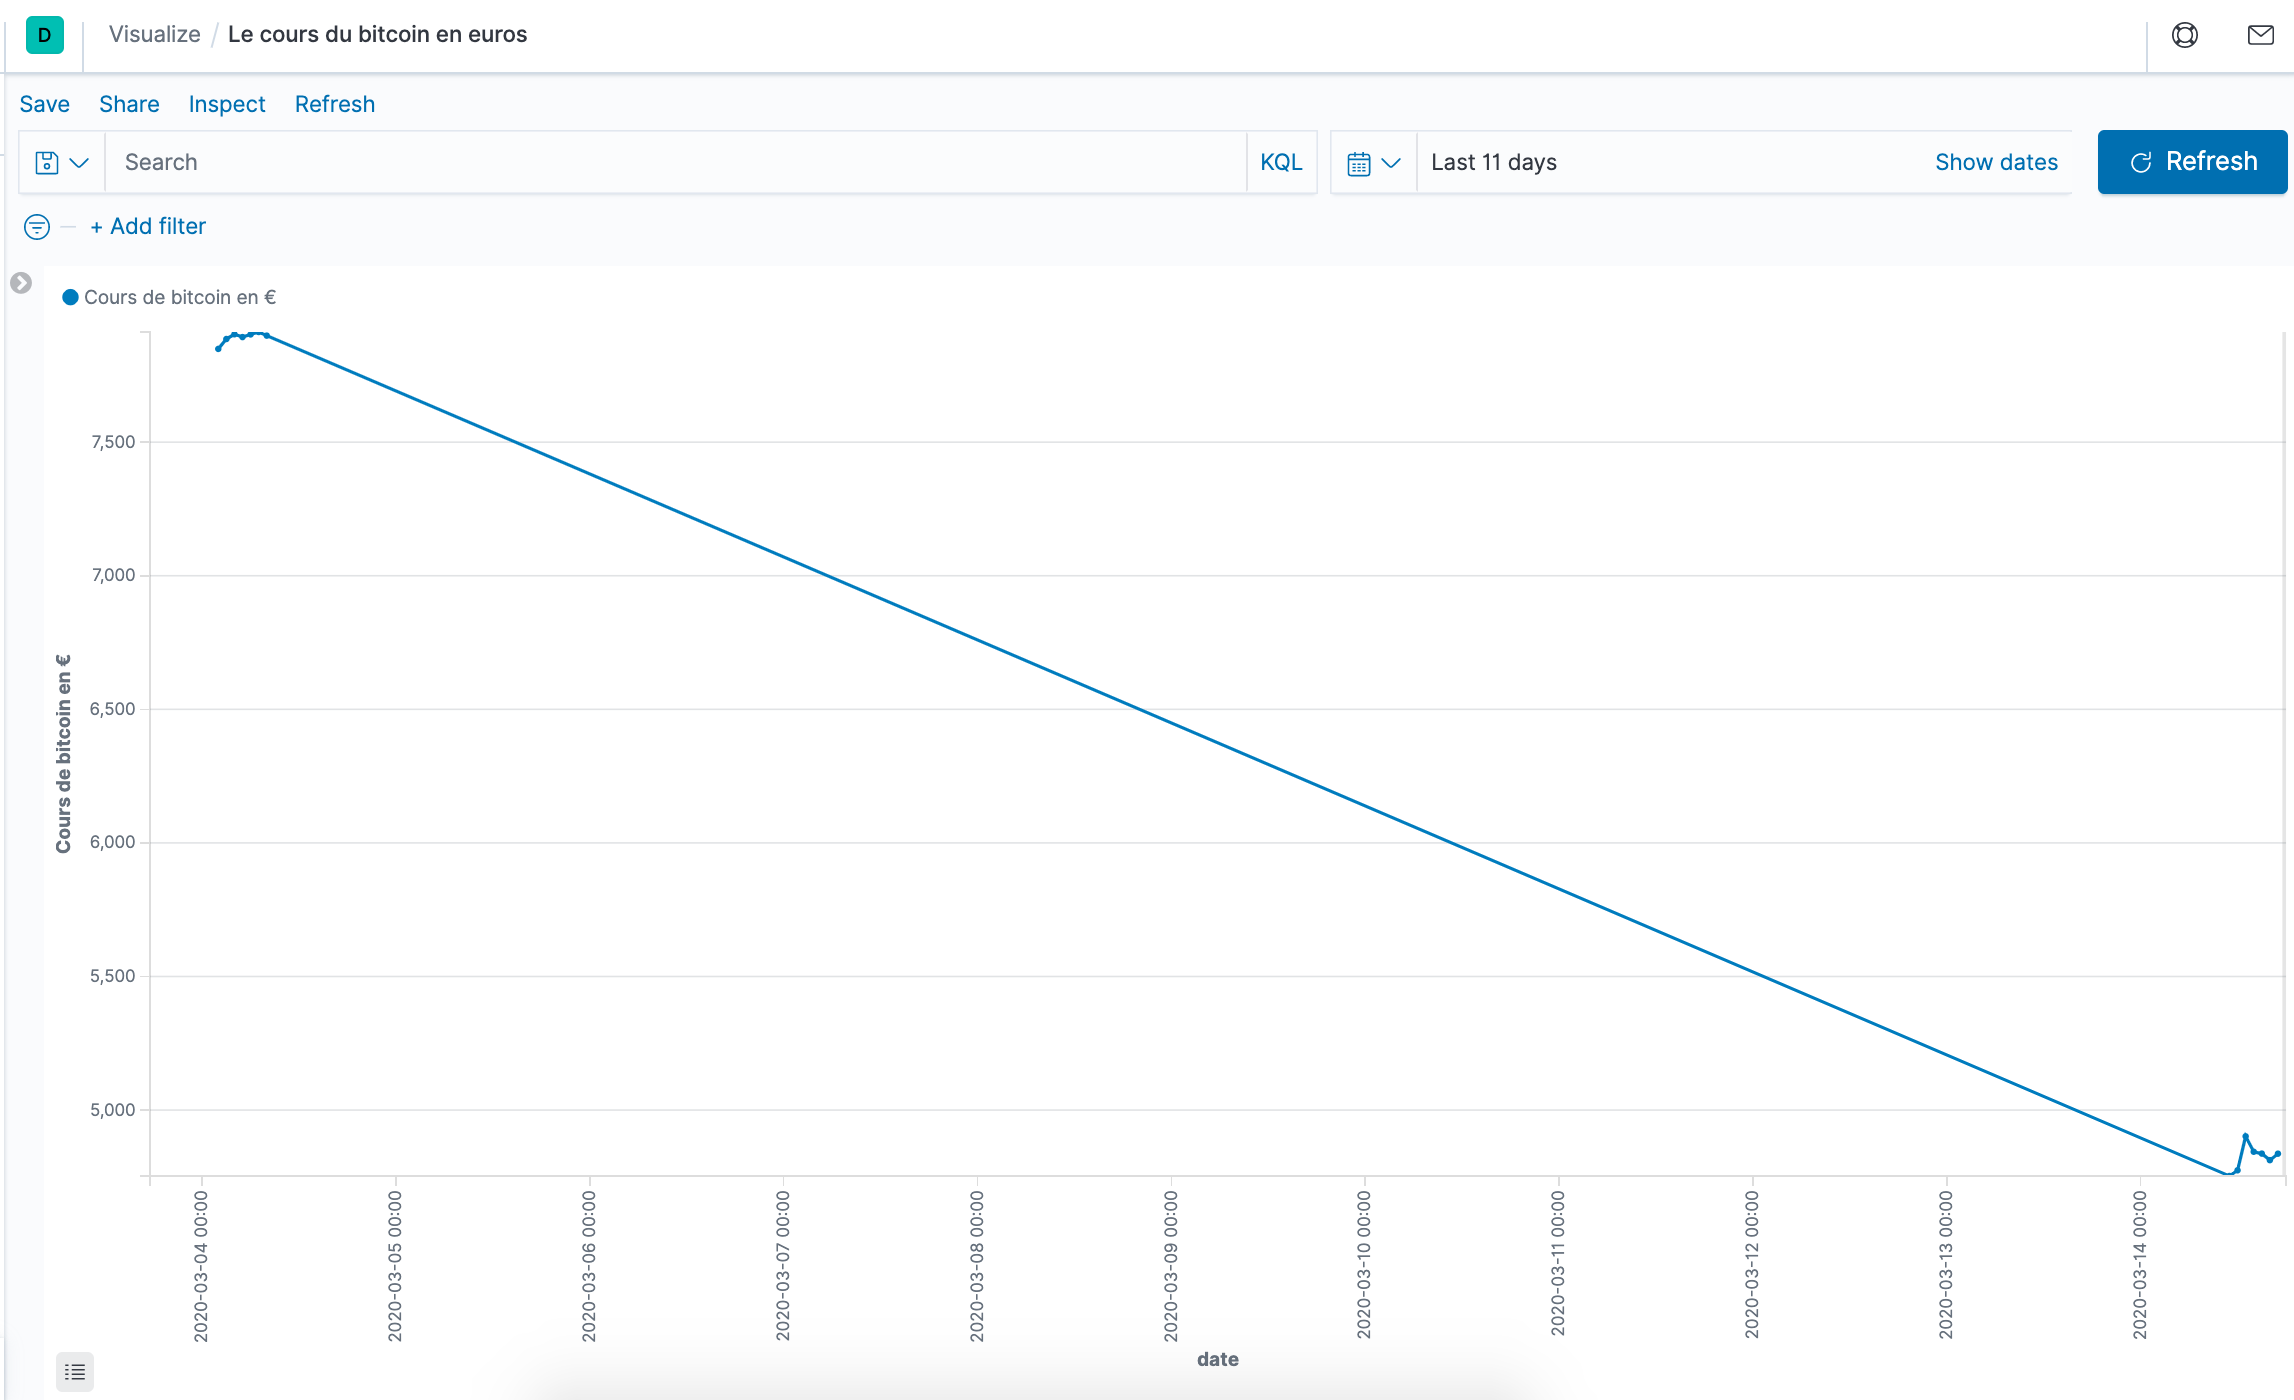 D Visualize / Le cours du bitcoin en euros
Save Share Inspect Refresh
Search KQL Last 11 days Show dates Refresh
+ Add filter
Cours de bitcoin en €
7,500
7,000
6,500
6,000
5,500
5,000
Cours de bitcoin en €
2020-03-04 00:00
2020-03-05 00:00
2020-03-06 00:00
2020-03-07 00:00
2020-03-08 00:00
2020-03-09 00:00
2020-03-10 00:00
2020-03-11 00:00
2020-03-12 00:00
2020-03-13 00:00
2020-03-14 00:00
date